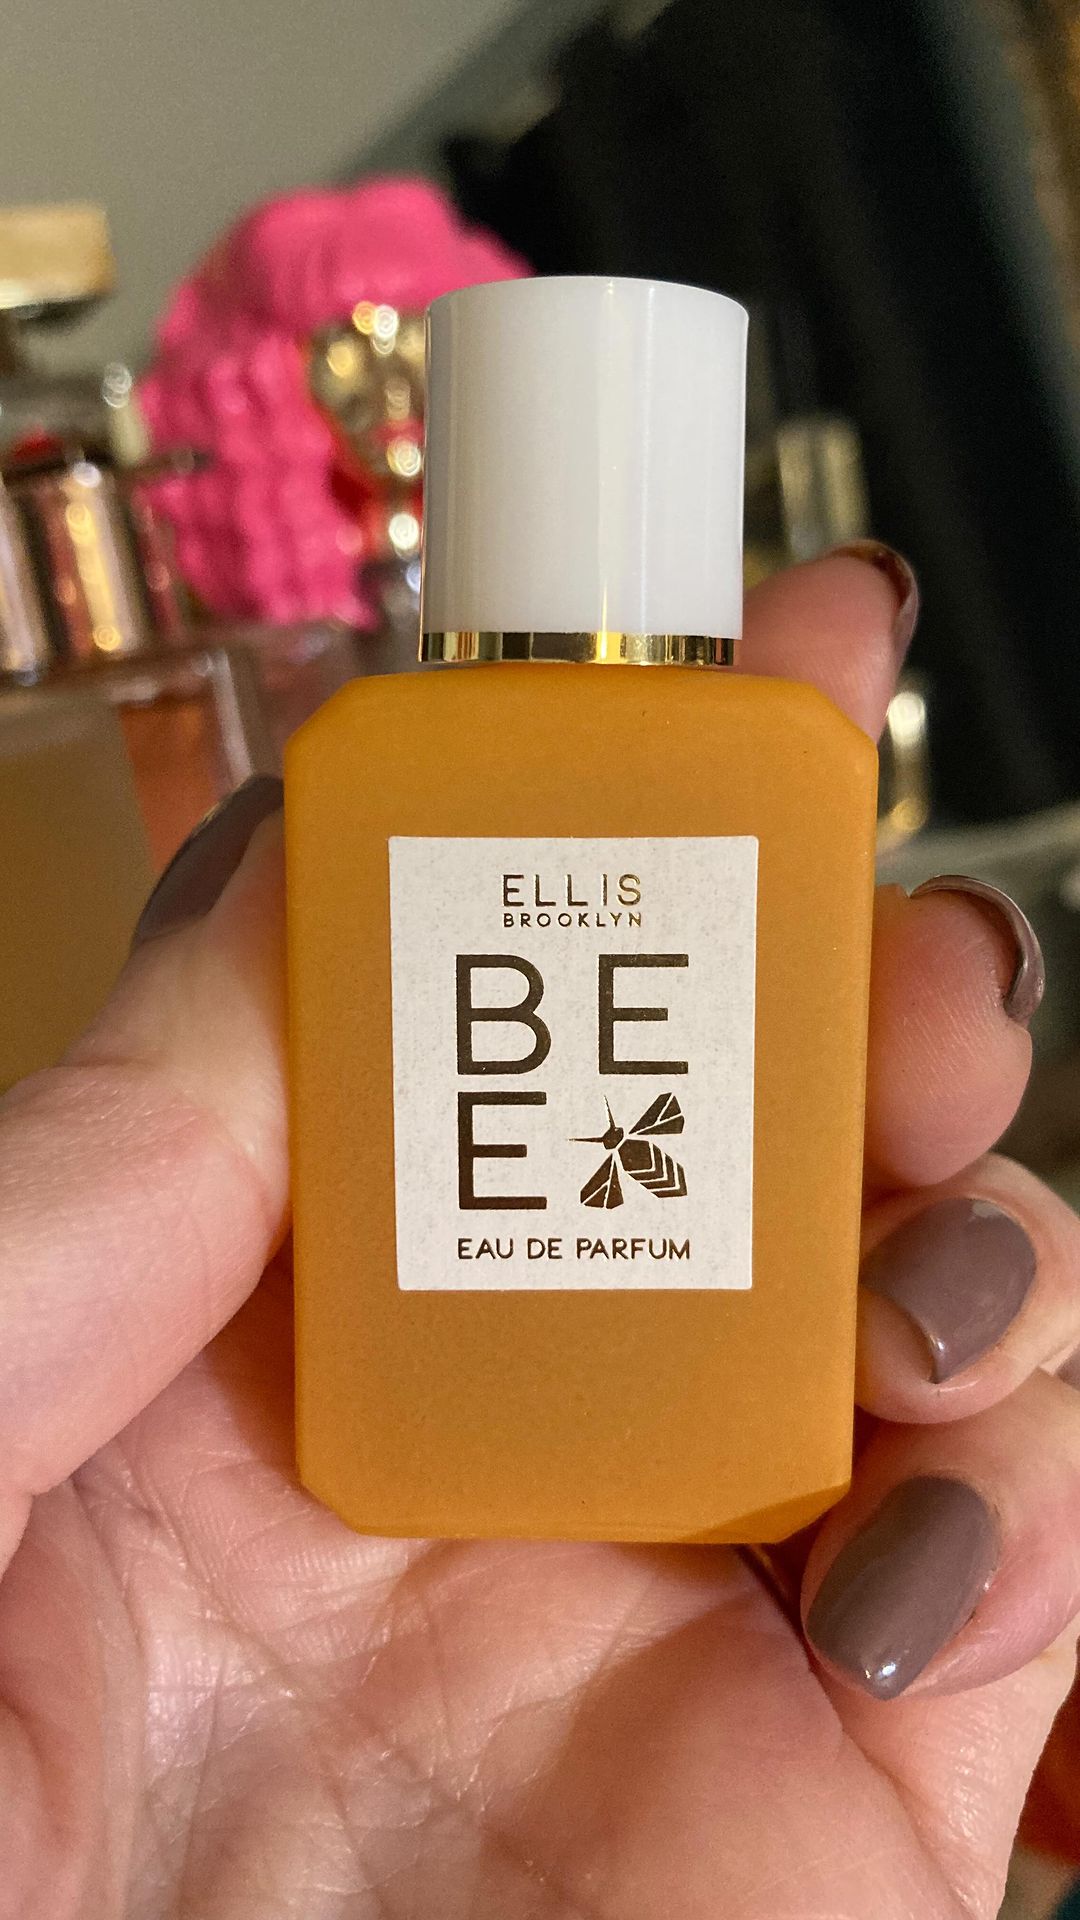 ELLIS
BROOKLYN
BE
E
EAU DE PARFUM